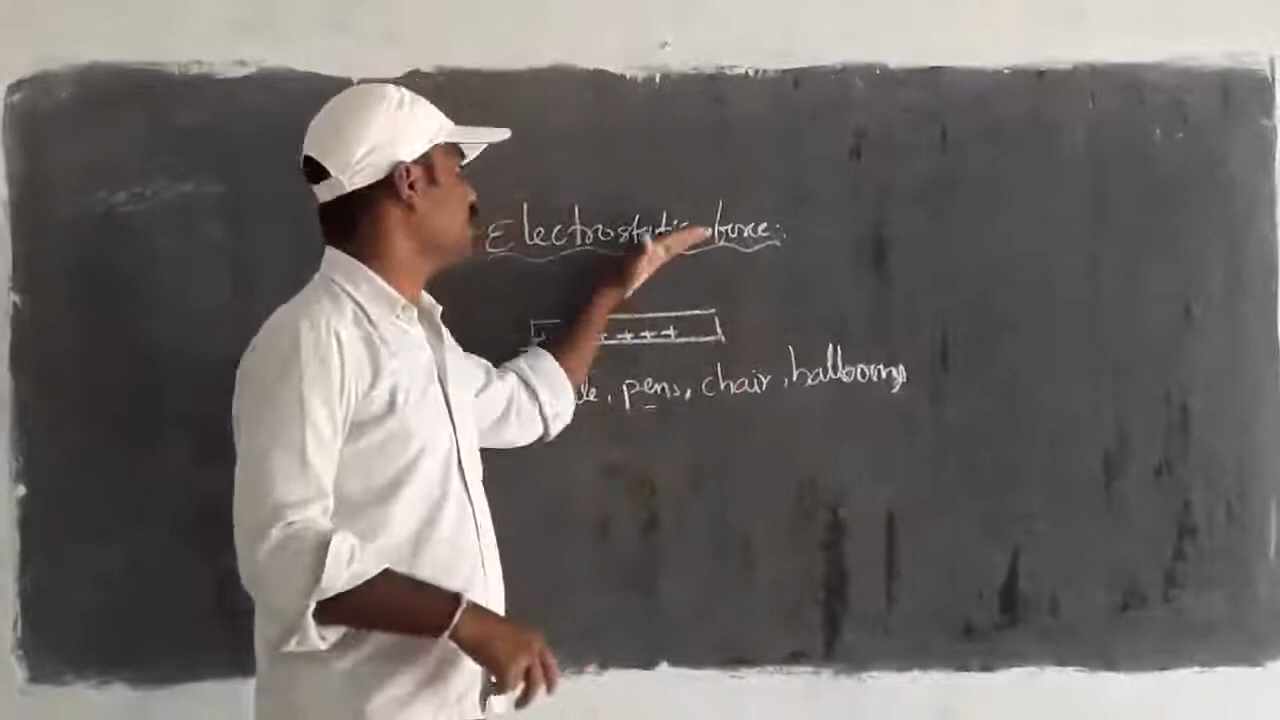 Electrostatic force:
+ + + + +
pens, chair, balloons